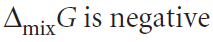 ΔmixG is negative